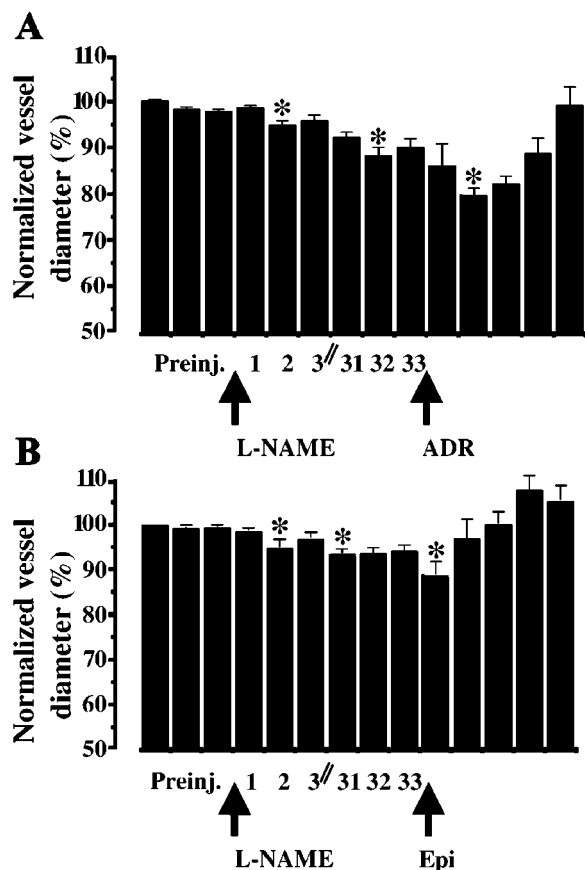 A
Normalized vessel
diameter (%)
110
100
90
80
70
60
50
* * *
Preinj. 1 2 3 // 31 32 33
L-NAME ADR
B
Normalized vessel
diameter (%)
110
100
90
80
70
60
50
* * *
Preinj. 1 2 3 // 31 32 33
L-NAME Epi